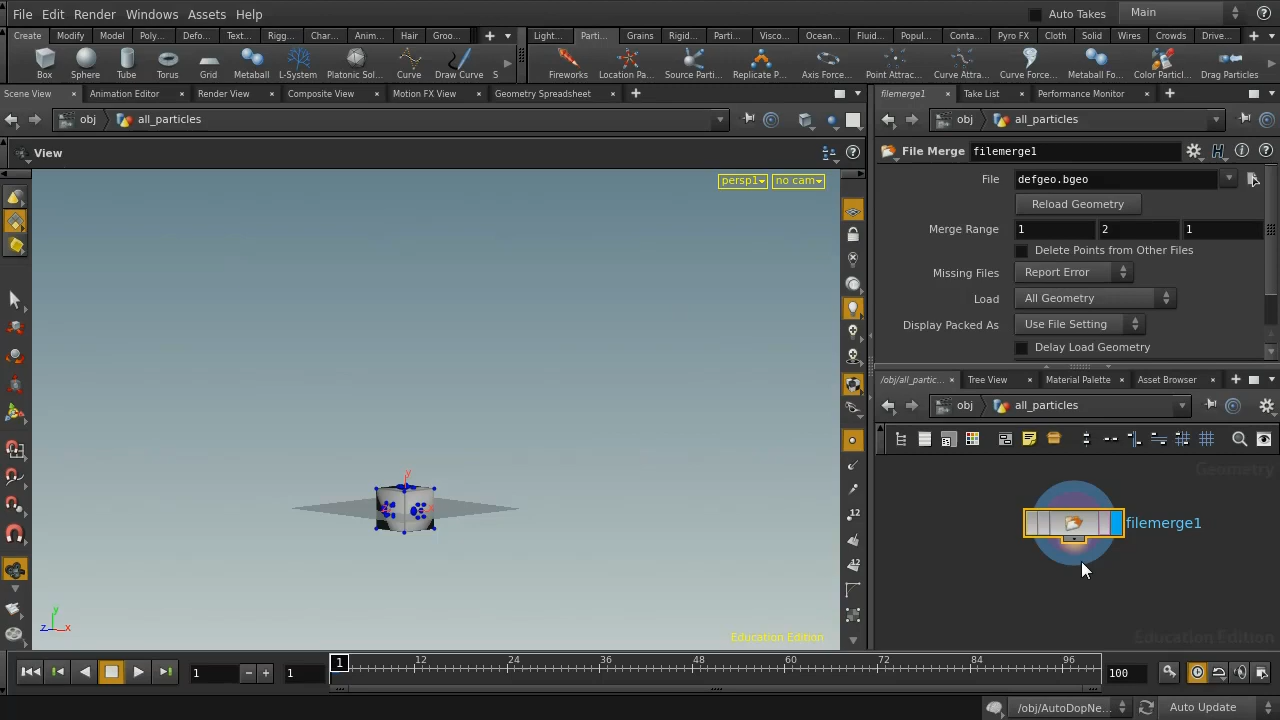 File Edit Render Windows Assets Help Auto Takes Main
Create Modify Model Poly... Defo... Text... Rigg... Char... Anim... Hair Groo... Light... Parti... Grains Rigid... Parti... Visco... Ocean... Fluid... Popul... Conta... Pyro FX Cloth Solid Wires Crowds Drive...
Box Sphere Tube Torus Grid Metaball L-System Platonic Sol... Curve Draw Curve S Fireworks Location Pa... Source Parti... Replicate P... Axis Force... Point Attrac... Curve Attra... Curve Force... Metaball Fo... Color Particl... Drag Particles
Scene View Animation Editor Render View Composite View Motion FX View Geometry Spreadsheet filemerge1 Take List Performance Monitor
obj all_particles obj all_particles
View File Merge filemerge1
persp1 no cam
File defgeo.bgeo
Reload Geometry
Merge Range 1 2 1
Delete Points from Other Files
Missing Files Report Error
Load All Geometry
Display Packed As Use File Setting
Delay Load Geometry
/obj/all_partic... Tree View Material Palette Asset Browser
obj all_particles
12
12
Geometry
filemerge1
y
y
z x
Education Edition
Education Edition
1 1 1 12 24 36 48 60 72 84 96 100
/obj/AutoDopNe... Auto Update